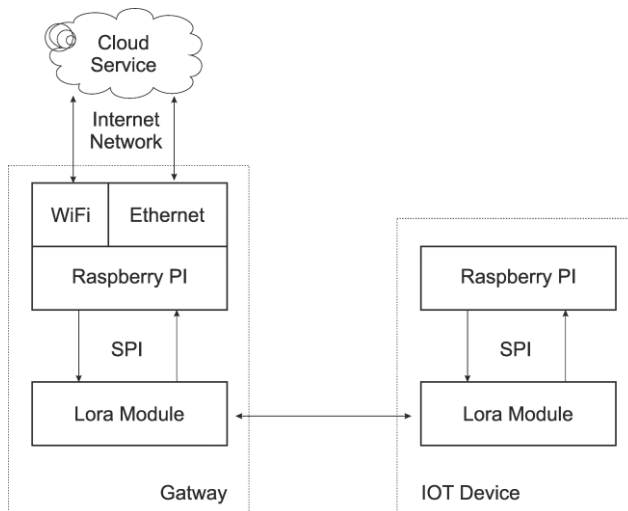 Cloud
Service
Internet
Network
WiFi Ethernet
Raspberry PI
SPI
Lora Module
Gatway
Raspberry PI
SPI
Lora Module
IOT Device